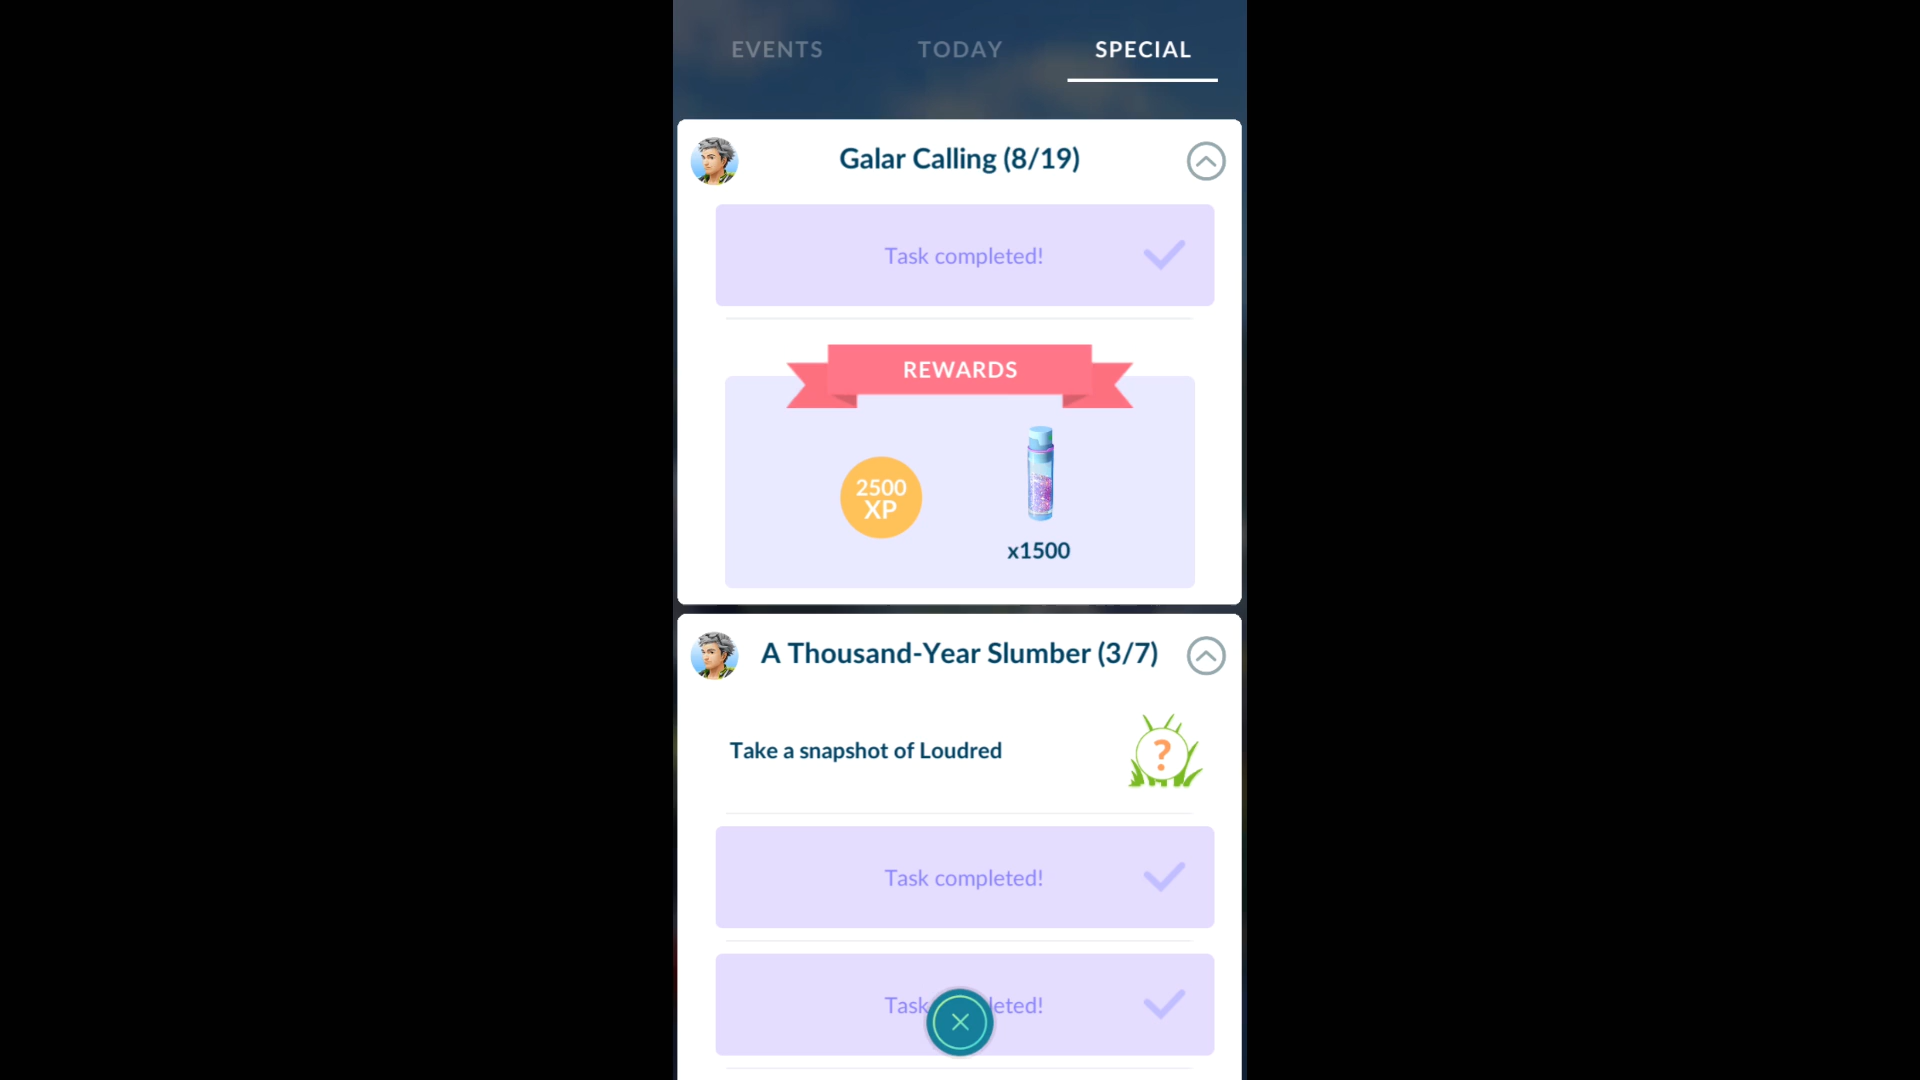 EVENTS
TODAY
SPECIAL
Galar Calling (8/19)
Task completed!
REWARDS
2500
XP
x1500
A Thousand-Year Slumber (3/7)
Take a snapshot of Loudred
?
Task completed!
Task leted!